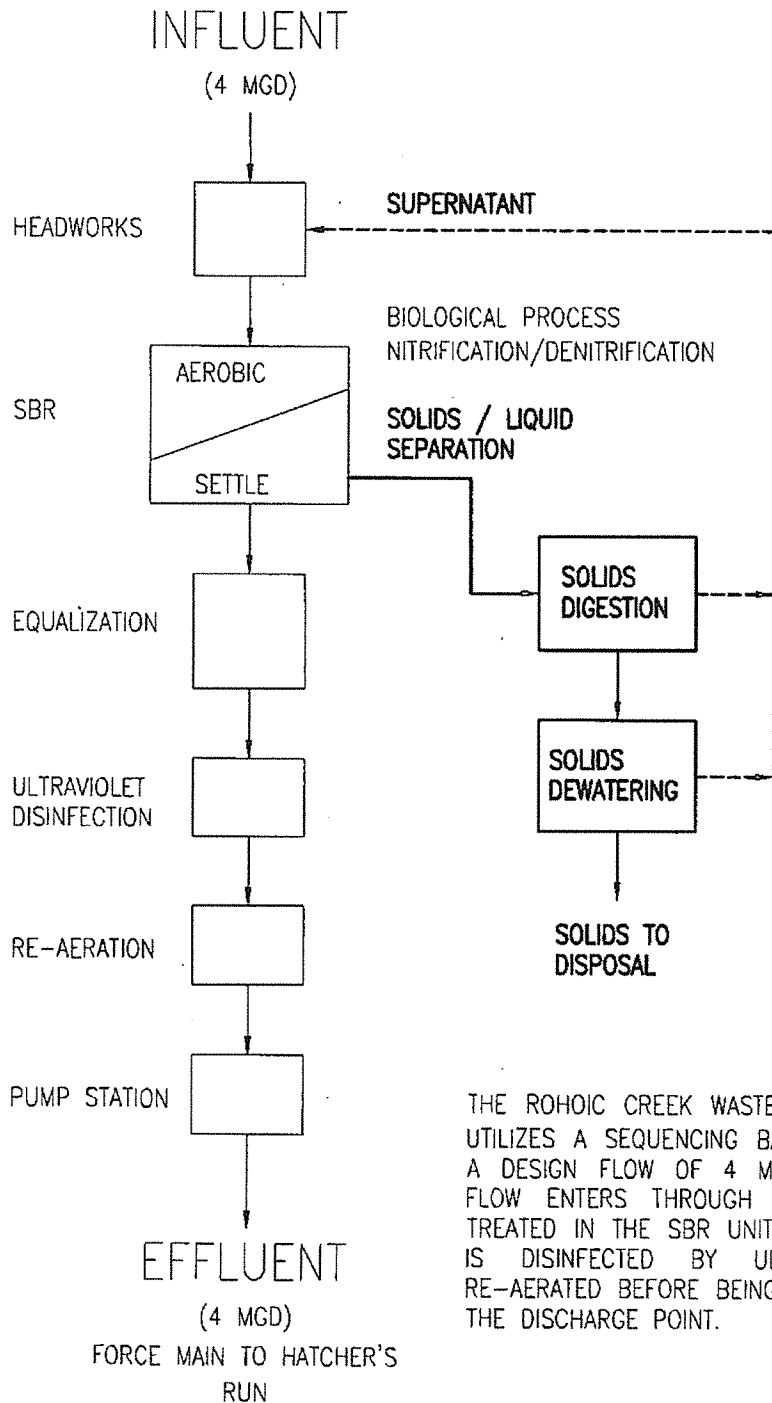 INFLUENT
(4 MGD)
HEADWORKS
SUPERNATANT
BIOLOGICAL PROCESS
NITRIFICATION/DENITRIFICATION
SBR
AEROBIC
SETTLE
SOLIDS / LIQUID
SEPARATION
SOLIDS
DIGESTION
EQUALIZATION
SOLIDS
DEWATERING
ULTRAVIOLET
DISINFECTION
SOLIDS TO
DISPOSAL
RE-AERATION
PUMP STATION
THE ROHOIC CREEK WASTE
UTILIZES A SEQUENCING
A DESIGN FLOW OF 4
FLOW ENTERS THROUGH
TREATED IN THE SBR UNIT
IS DISINFECTED BY
RE-AERATED BEFORE BEING
THE DISCHARGE POINT.
EFFLUENT
(4 MGD)
FORCE MAIN TO HATCHER'S
RUN